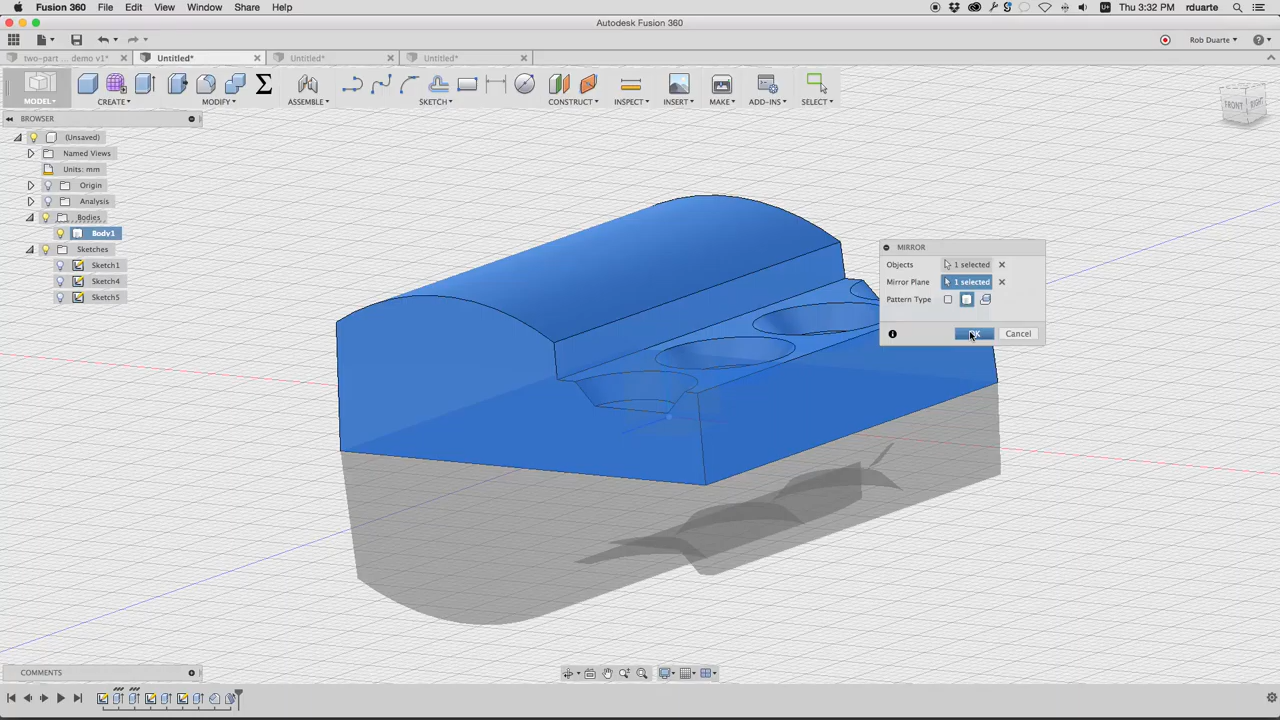 Fusion 360 File Edit View Window Share Help Thu 3:32 PM rduarte
Autodesk Fusion 360
Rob Duarte
two-part ... demo v1* Untitled* Untitled* Untitled*
MODEL CREATE MODIFY ASSEMBLE SKETCH CONSTRUCT INSPECT INSERT MAKE ADD-INS SELECT
FRONT RIGHT
BROWSER
(Unsaved)
Named Views
Units: mm
Origin
Analysis
Bodies
Body1
Sketches
Sketch1
Sketch4
Sketch5
MIRROR
Objects 1 selected
Mirror Plane 1 selected
Pattern Type
Cancel
COMMENTS